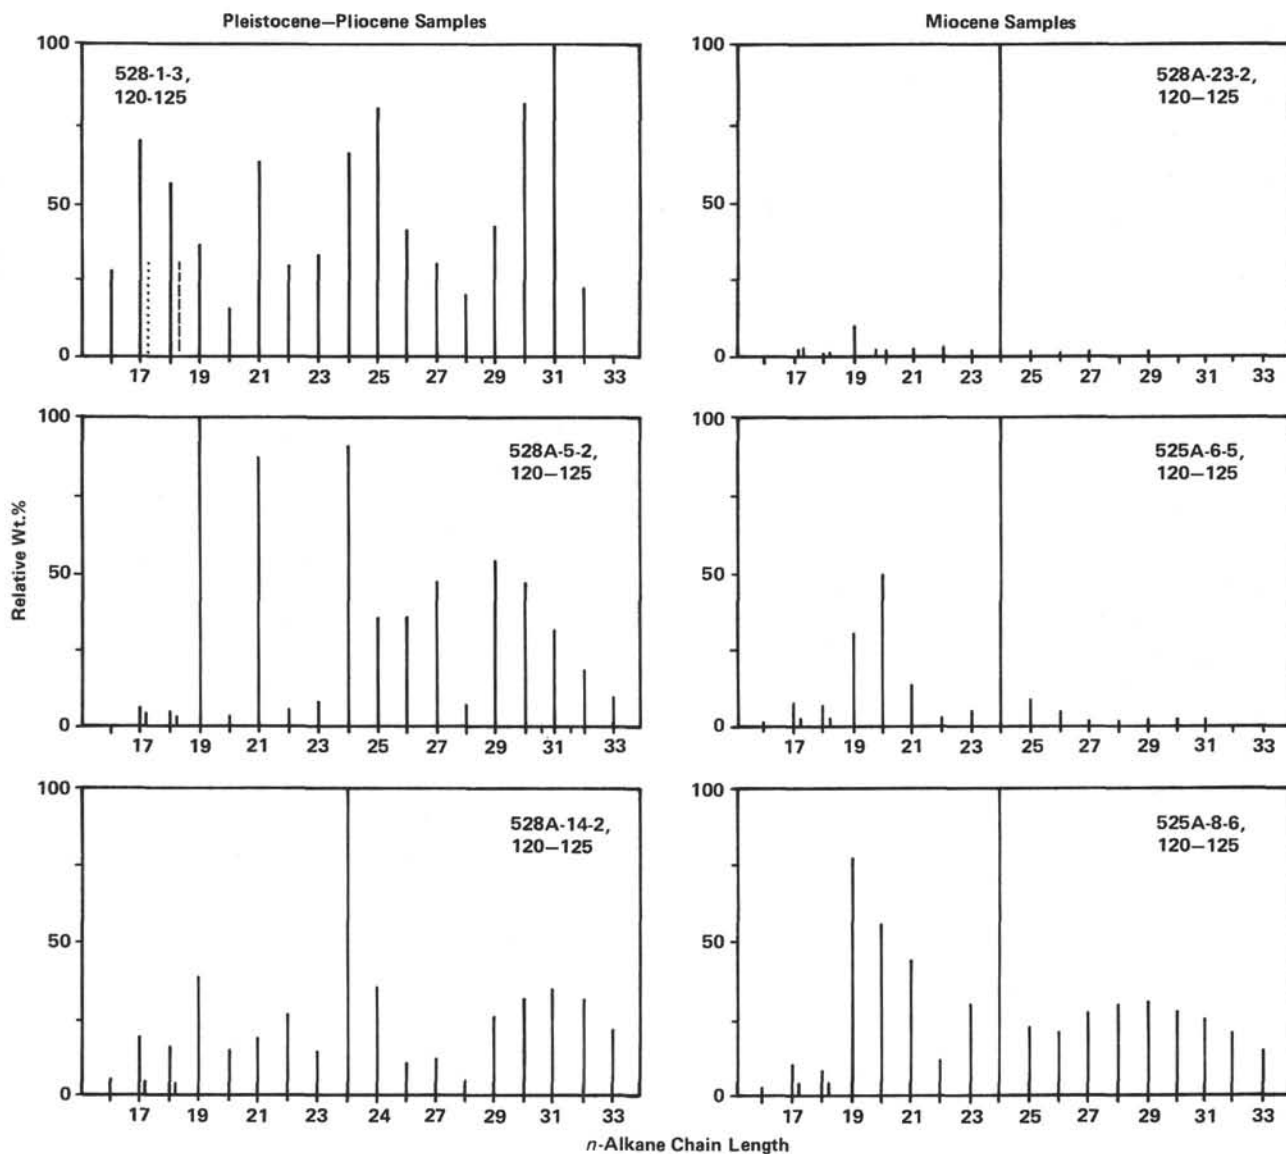 Pleistocene—Pliocene Samples
Miocene Samples
Relative Wt.%
100
50
0
528-1-3,
120-125
17 19 21 23 25 27 29 31 33
100
50
0
528A-23-2,
120—125
17 19 21 23 25 27 29 31 33
100
50
0
528A-5-2,
120—125
17 19 21 23 25 27 29 31 33
100
50
0
525A-6-5,
120—125
17 19 21 23 25 27 29 31 33
100
50
0
528A-14-2,
120—125
17 19 21 23 24 27 29 31 33
100
50
0
525A-8-6,
120—125
17 19 21 23 25 27 29 31 33
n-Alkane Chain Length